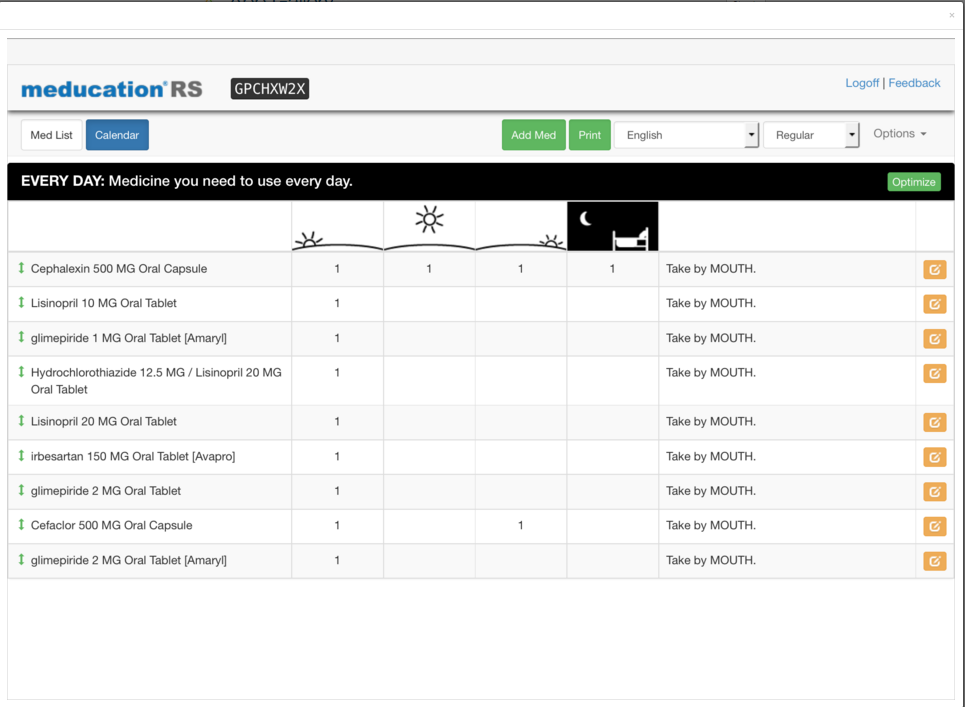 ×
meducation®RS GPCHXW2X Logoff | Feedback
Med List Calendar Add Med Print English Regular Options
EVERY DAY: Medicine you need to use every day. Optimize
Cephalexin 500 MG Oral Capsule 1 1 1 1 Take by MOUTH.
Lisinopril 10 MG Oral Tablet 1 Take by MOUTH.
glimepiride 1 MG Oral Tablet [Amaryl] 1 Take by MOUTH.
Hydrochlorothiazide 12.5 MG / Lisinopril 20 MG 1 Take by MOUTH.
Oral Tablet
Lisinopril 20 MG Oral Tablet 1 Take by MOUTH.
irbesartan 150 MG Oral Tablet [Avapro] 1 Take by MOUTH.
glimepiride 2 MG Oral Tablet 1 Take by MOUTH.
Cefaclor 500 MG Oral Capsule 1 1 Take by MOUTH.
glimepiride 2 MG Oral Tablet [Amaryl] 1 Take by MOUTH.